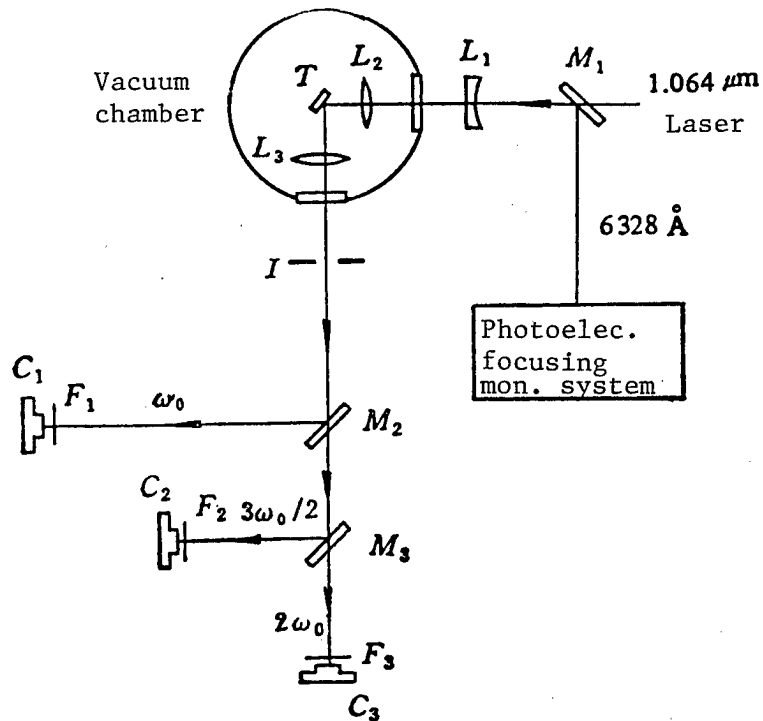 Vacuum
chamber
T
L₂
L₁
M₁
1.064 μm
Laser
L₃
6328 Å
I
Photoelec.
focusing
mon. system
C₁
F₁
ω₀
M₂
C₂
F₂
3ω₀/2
M₃
2ω₀
F₃
C₃